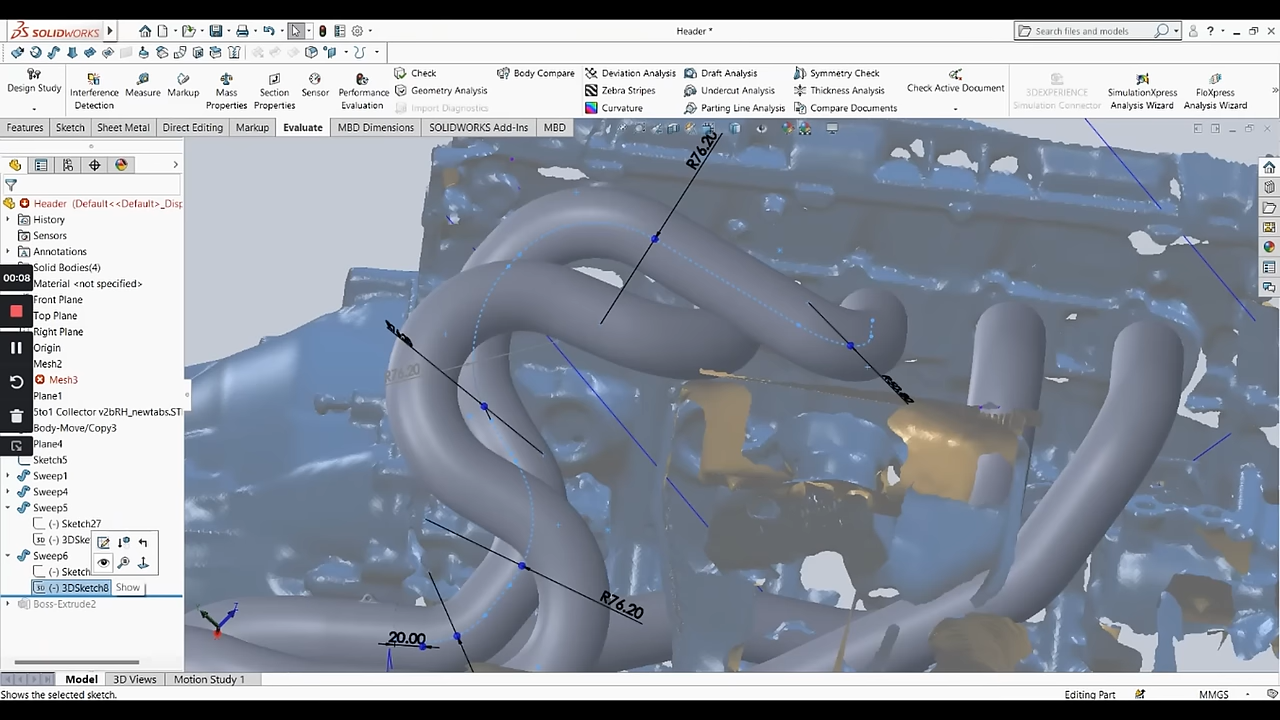 SOLIDWORKS
Header *
Search files and models
Design Study
Interference Detection
Measure
Markup
Mass Properties
Section Properties
Sensor
Performance Evaluation
Check
Geometry Analysis
Import Diagnostics
Body Compare
Deviation Analysis
Zebra Stripes
Curvature
Draft Analysis
Undercut Analysis
Parting Line Analysis
Symmetry Check
Thickness Analysis
Compare Documents
Check Active Document
3DEXPERIENCE Simulation Connector
SimulationXpress Analysis Wizard
FloXpress Analysis Wizard
Features
Sketch
Sheet Metal
Direct Editing
Markup
Evaluate
MBD Dimensions
SOLIDWORKS Add-Ins
MBD
Header (Default<<Default>_Disp
History
Sensors
Annotations
Solid Bodies(4)
00:08
Material <not specified>
Front Plane
Top Plane
Right Plane
Origin
Mesh2
Mesh3
Plane1
5to1 Collector v2bRH_newtabs.ST
Body-Move/Copy3
Plane4
Sketch5
Sweep1
Sweep4
Sweep5
(-) Sketch27
(-) 3DSke
Sweep6
(-) Sketch
(-) 3DSketch8
Show
Boss-Extrude2
R76.20
R76.20
R76.20
20.00
Model
3D Views
Motion Study 1
Shows the selected sketch.
Editing Part
MMGS